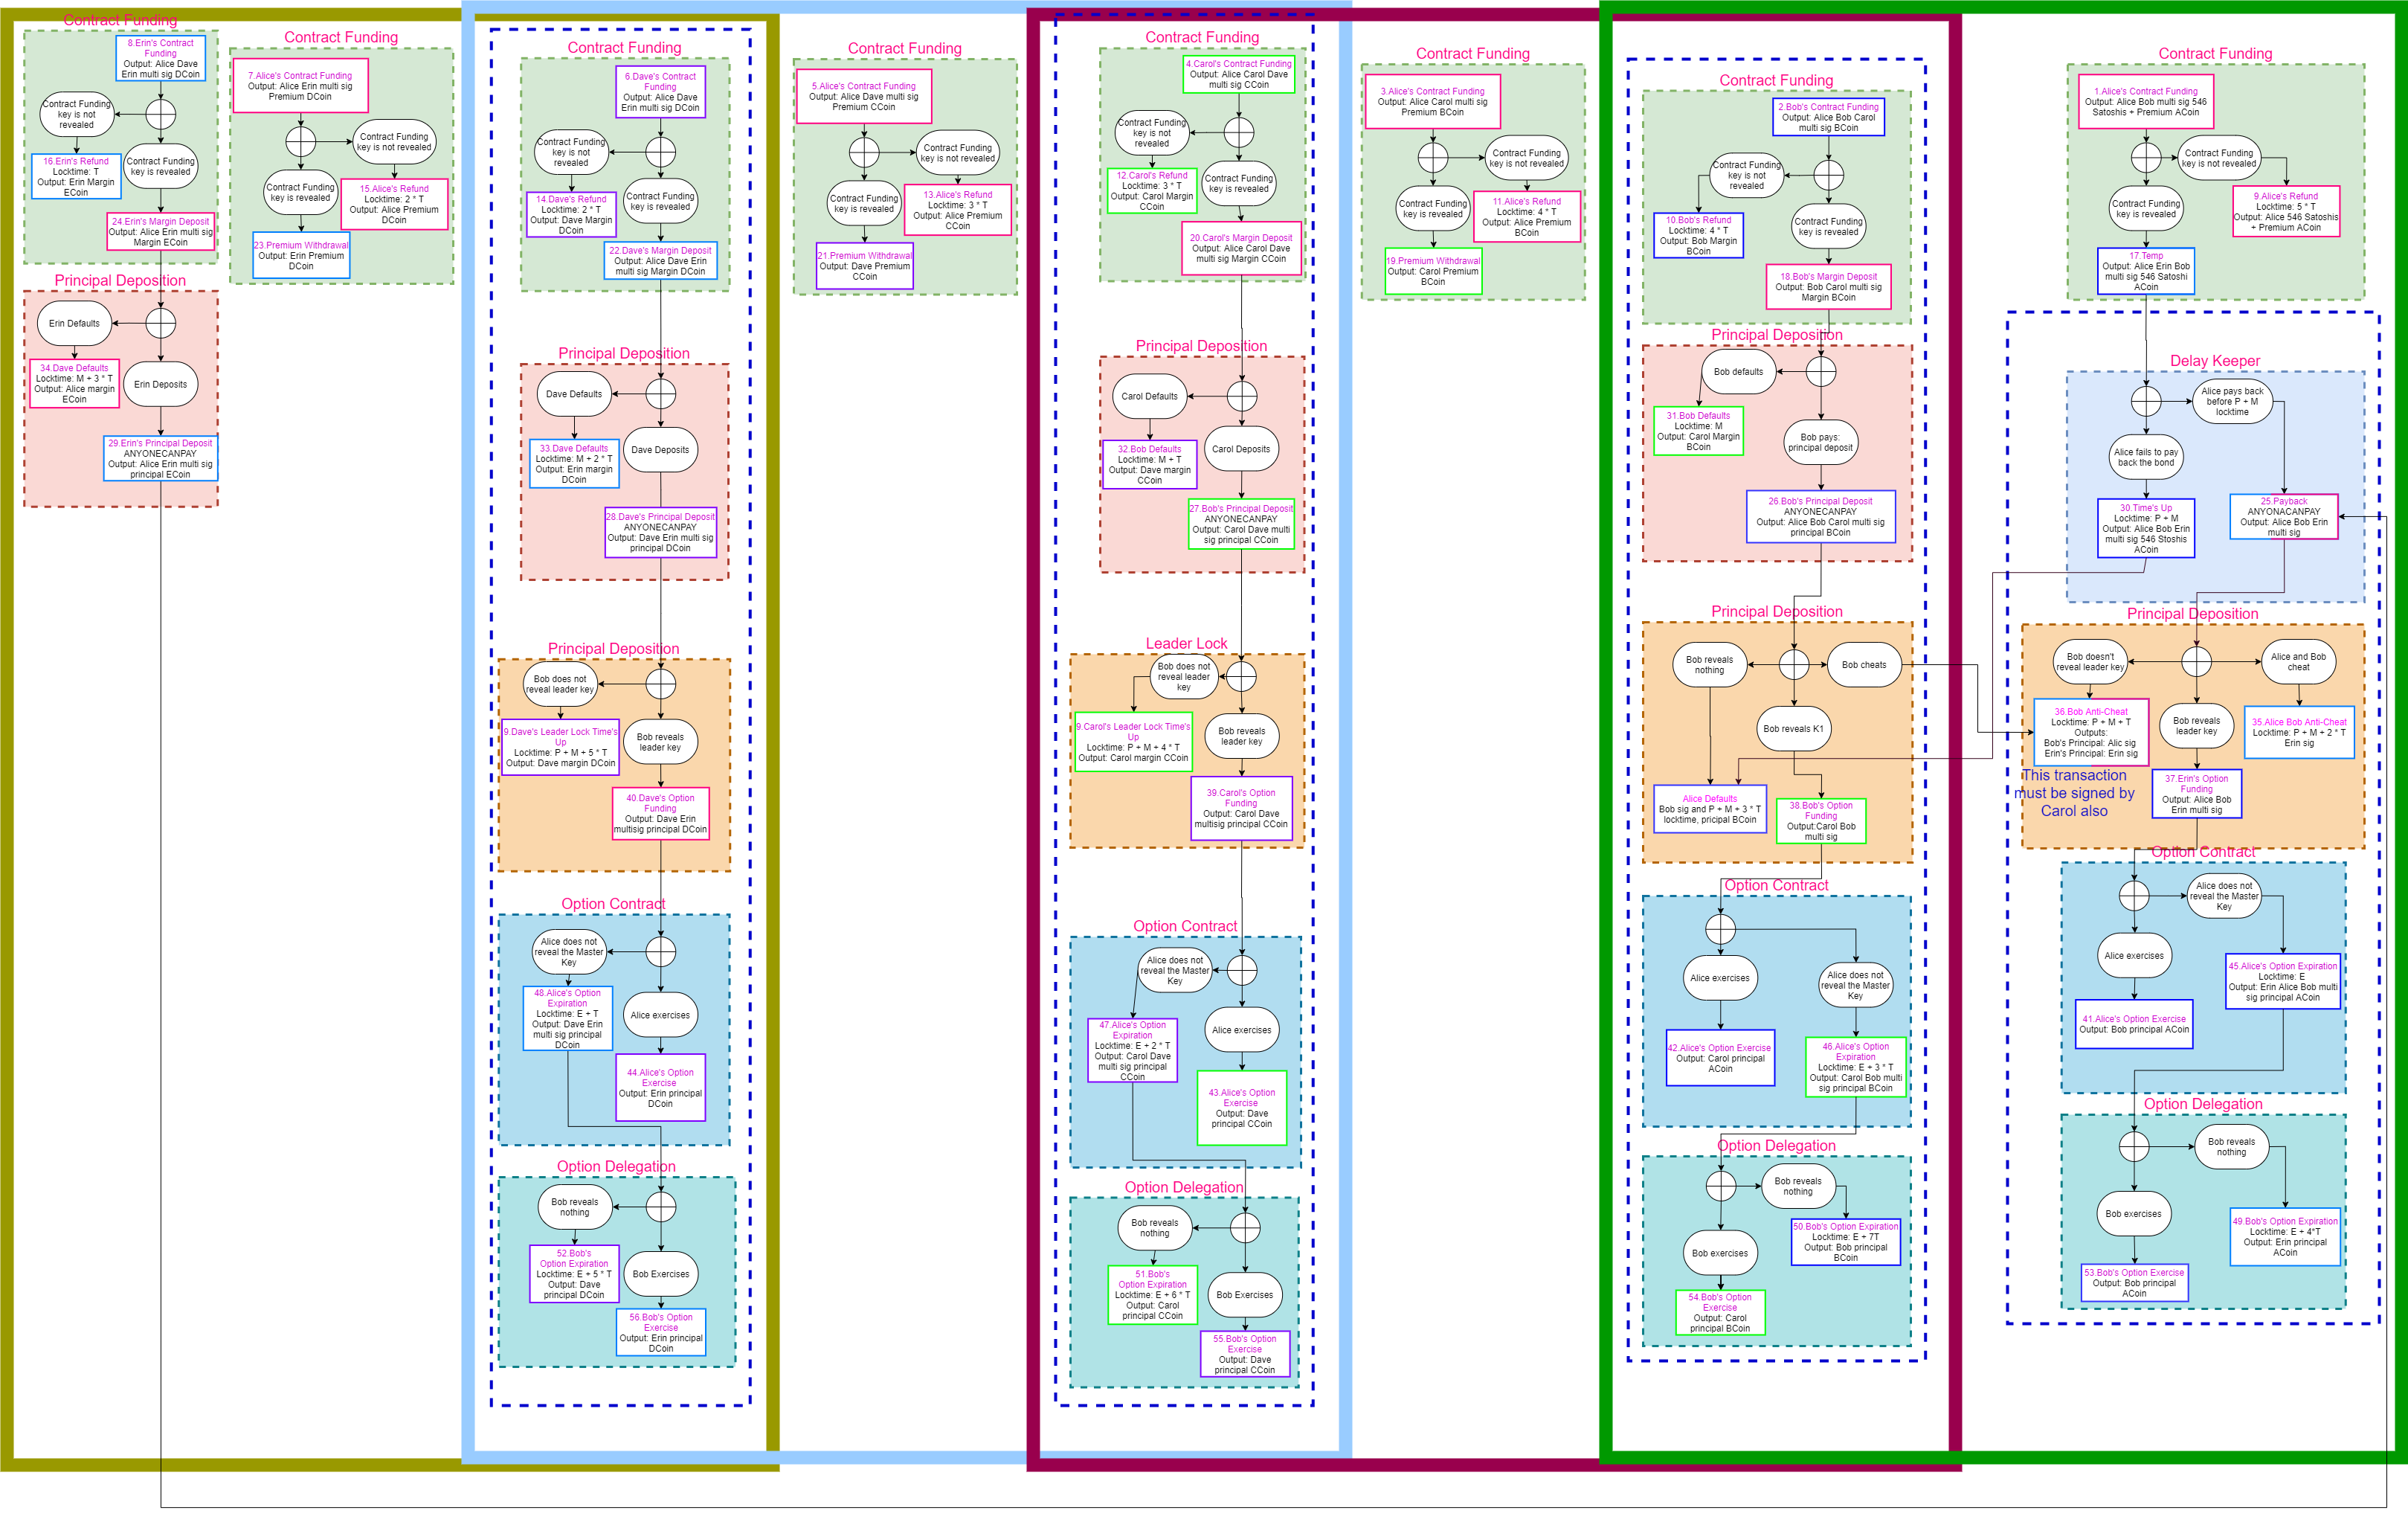 Contract Funding
8.Erin's Contract
Funding
Output: Alice Dave
Erin multi sig DCoin
Contract Funding
key is not
revealed
16.Erin's Refund
Locktime: T
Output: Erin Margin
ECoin
Contract Funding
key is revealed
24.Erin's Margin Deposit
Output: Alice Erin multi sig
Margin ECoin
Principal Deposition
Erin Defaults
34.Dave Defaults
Locktime: M + 3 * T
Output: Alice margin
ECoin
Erin Deposits
29.Erin's Principal Deposit
ANYONECANPAY
Output: Alice Erin multi sig
principal ECoin
Contract Funding
7.Alice's Contract Funding
Output: Alice Erin multi sig
Premium DCoin
Contract Funding
key is not revealed
Contract Funding
key is revealed
15.Alice's Refund
Locktime: 2 * T
Output: Alice Premium
DCoin
23.Premium Withdrawal
Output: Erin Premium
DCoin
Contract Funding
6.Dave's Contract
Funding
Output: Alice Dave
Erin multi sig DCoin
Contract Funding
key is not
revealed
14.Dave's Refund
Locktime: 2 * T
Output: Dave Margin
DCoin
Contract Funding
key is revealed
22.Dave's Margin Deposit
Output: Alice Dave Erin
multi sig Margin DCoin
Principal Deposition
Dave Defaults
33.Dave Defaults
Locktime: M + 2 * T
Output: Erin margin
DCoin
Dave Deposits
28.Dave's Principal Deposit
ANYONECANPAY
Output: Dave Erin multi sig
principal DCoin
Principal Deposition
Bob does not
reveal leader key
9.Dave's Leader Lock Time's
Up
Locktime: P + M + 5 * T
Output: Dave margin DCoin
Bob reveals
leader key
40.Dave's Option
Funding
Output: Dave Erin
multisig principal DCoin
Option Contract
Alice does not
reveal the Master
Key
48.Alice's Option
Expiration
Locktime: E + T
Output: Dave Erin
multi sig principal
DCoin
Alice exercises
44.Alice's Option
Exercise
Output: Erin principal
DCoin
Option Delegation
Bob reveals
nothing
52.Bob's
Option Expiration
Locktime: E + 5 * T
Output: Dave
principal DCoin
Bob Exercises
56.Bob's Option
Exercise
Output: Erin principal
DCoin
Contract Funding
5.Alice's Contract Funding
Output: Alice Dave multi sig
Premium CCoin
Contract Funding
key is not revealed
Contract Funding
key is revealed
13.Alice's Refund
Locktime: 3 * T
Output: Alice Premium
CCoin
21.Premium Withdrawal
Output: Dave Premium
CCoin
Contract Funding
4.Carol's Contract Funding
Output: Alice Carol Dave
multi sig CCoin
Contract Funding
key is not
revealed
12.Carol's Refund
Locktime: 3 * T
Output: Carol Margin
CCoin
Contract Funding
key is revealed
20.Carol's Margin Deposit
Output: Alice Carol Dave
multi sig Margin CCoin
Principal Deposition
Carol Defaults
32.Bob Defaults
Locktime: M + T
Output: Dave margin
CCoin
Carol Deposits
27.Bob's Principal Deposit
ANYONECANPAY
Output: Carol Dave multi
sig principal CCoin
Leader Lock
Bob does not
reveal leader
key
9.Carol's Leader Lock Time's
Up
Locktime: P + M + 4 * T
Output: Carol margin CCoin
Bob reveals
leader key
39.Carol's Option
Funding
Output: Carol Dave
multisig principal CCoin
Option Contract
Alice does not
reveal the Master
Key
47.Alice's Option
Expiration
Locktime: E + 2 * T
Output: Carol Dave
multi sig principal
CCoin
Alice exercises
43.Alice's Option
Exercise
Output: Dave
principal CCoin
Option Delegation
Bob reveals
nothing
51.Bob's
Option Expiration
Locktime: E + 6 * T
Output: Carol
principal CCoin
Bob Exercises
55.Bob's Option
Exercise
Output: Dave
principal CCoin
Contract Funding
3.Alice's Contract Funding
Output: Alice Carol multi sig
Premium BCoin
Contract Funding
key is not revealed
Contract Funding
key is revealed
11.Alice's Refund
Locktime: 4 * T
Output: Alice Premium
BCoin
19.Premium Withdrawal
Output: Carol Premium
BCoin
Contract Funding
2.Bob's Contract Funding
Output: Alice Bob Carol
multi sig BCoin
Contract Funding
key is not
revealed
10.Bob's Refund
Locktime: 4 * T
Output: Bob Margin
BCoin
Contract Funding
key is revealed
18.Bob's Margin Deposit
Output: Bob Carol multi sig
Margin BCoin
Principal Deposition
Bob defaults
31.Bob Defaults
Locktime: M
Output: Carol Margin
BCoin
Bob pays:
principal deposit
26.Bob's Principal Deposit
ANYONECANPAY
Output: Alice Bob Carol multi sig
principal BCoin
Principal Deposition
Bob reveals
nothing
Bob cheats
Bob reveals K1
Alice Defaults
Bob sig and P + M + 3 * T
locktime, pricipal BCoin
38.Bob's Option
Funding
Output:Carol Bob
multi sig
Option Contract
Alice exercises
Alice does not
reveal the Master
Key
42.Alice's Option Exercise
Output: Carol principal
ACoin
46.Alice's Option
Expiration
Locktime: E + 3 * T
Output: Carol Bob multi
sig principal BCoin
Option Delegation
Bob reveals
nothing
Bob exercises
50.Bob's Option Expiration
Locktime: E + 7T
Output: Bob principal
BCoin
54.Bob's Option
Exercise
Output: Carol
principal BCoin
Contract Funding
1.Alice's Contract Funding
Output: Alice Bob multi sig 546
Satoshis + Premium ACoin
Contract Funding
key is not revealed
Contract Funding
key is revealed
9.Alice's Refund
Locktime: 5 * T
Output: Alice 546 Satoshis
+ Premium ACoin
17.Temp
Output: Alice Erin Bob
multi sig 546 Satoshi
ACoin
Delay Keeper
Alice pays back
before P + M
locktime
Alice fails to pay
back the bond
30.Time's Up
Locktime: P + M
Output: Alice Bob Erin
multi sig 546 Stoshis
ACoin
25.Payback
ANYONACANPAY
Output: Alice Bob Erin
multi sig
Principal Deposition
Bob doesn't
reveal leader key
Alice and Bob
cheat
36.Bob Anti-Cheat
Locktime: P + M + T
Outputs:
Bob's Principal: Alic sig
Erin's Principal: Erin sig
Bob reveals
leader key
35.Alice Bob Anti-Cheat
Locktime: P + M + 2 * T
Erin sig
This transaction
must be signed by
Carol also
37.Erin's Option
Funding
Output: Alice Bob
Erin multi sig
Option Contract
Alice does not
reveal the Master
Key
Alice exercises
45.Alice's Option Expiration
Locktime: E
Output: Erin Alice Bob multi
sig principal ACoin
41.Alice's Option Exercise
Output: Bob principal ACoin
Option Delegation
Bob reveals
nothing
Bob exercises
49.Bob's Option Expiration
Locktime: E + 4*T
Output: Erin principal
ACoin
53.Bob's Option Exercise
Output: Bob principal
ACoin